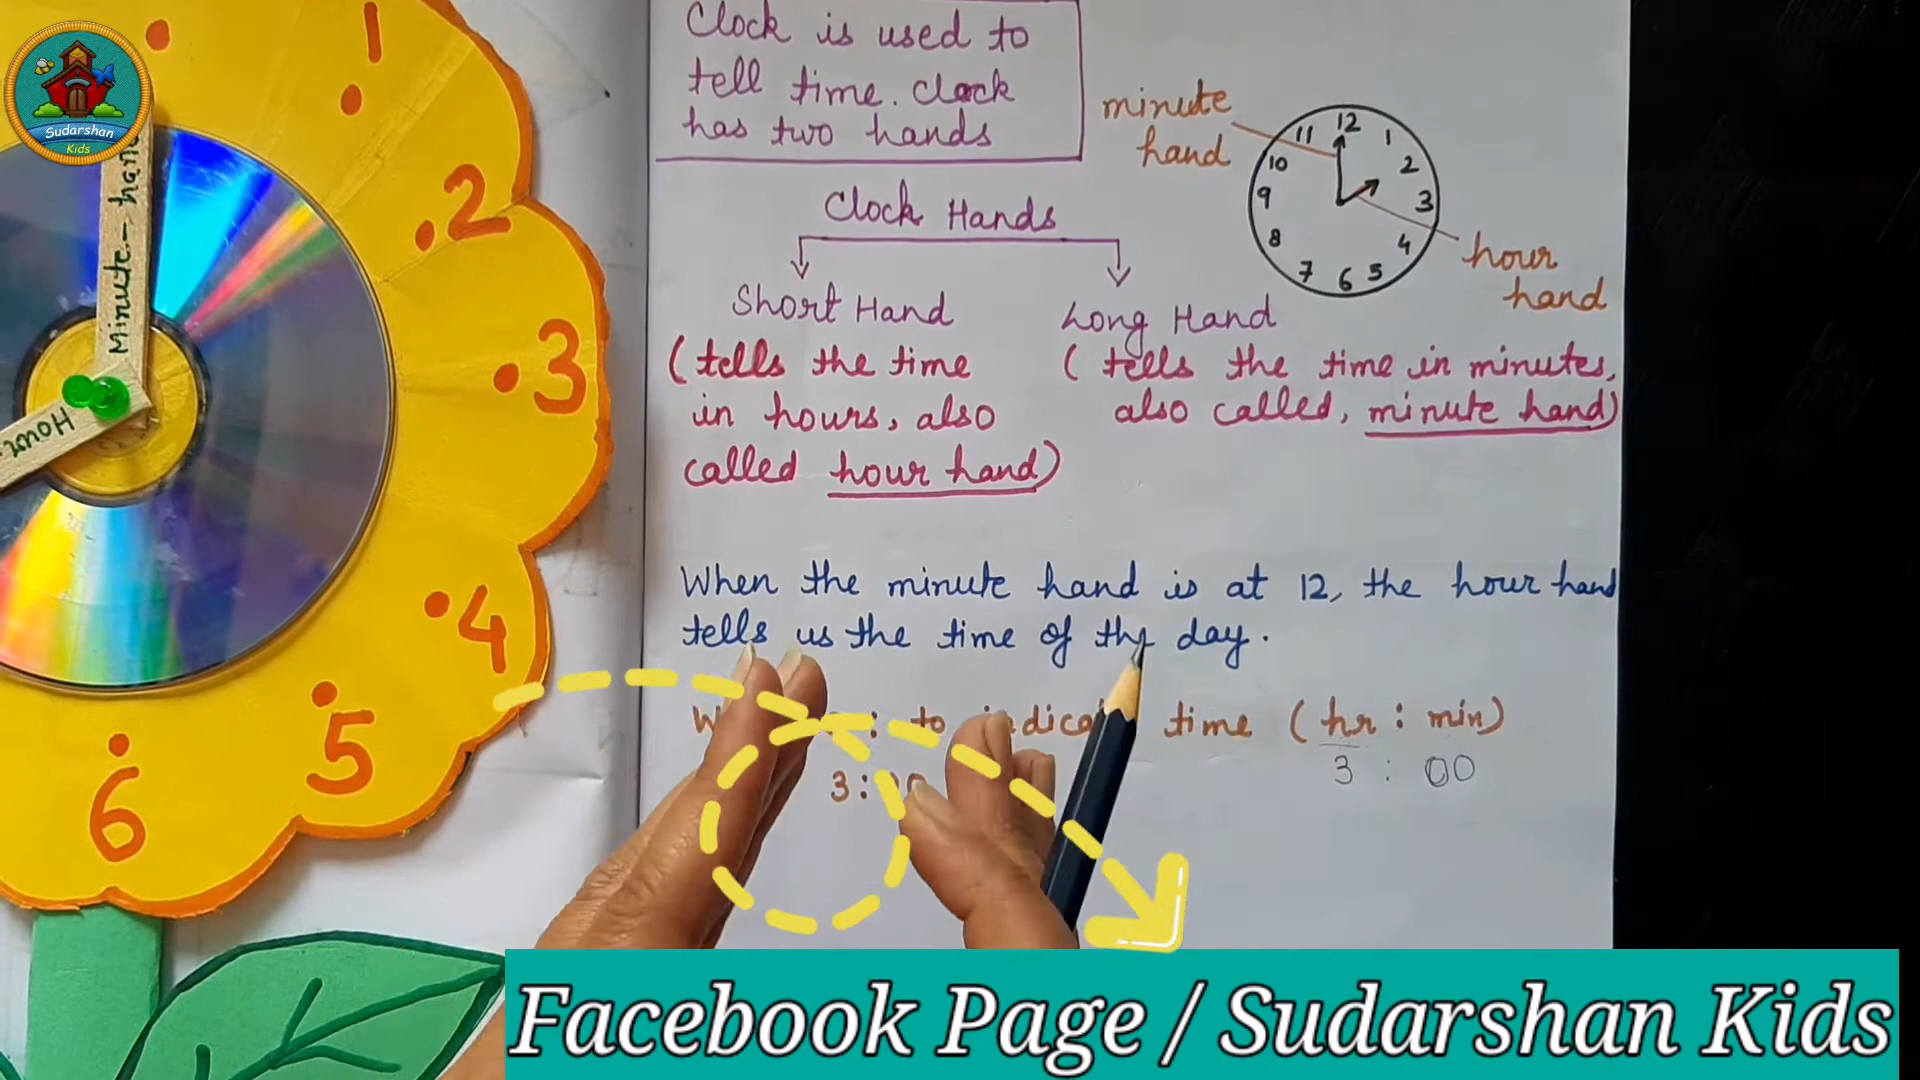 Sudarshan
Kids
1
2
3
4
5
6
Minute - hand
Hour
Clock is used to
tell time. Clock
has two hands
minute
hand
11 12 1
10 2
9 3
8 4
7 6 5
hour
hand
Clock Hands
Short Hand
(tells the time
in hours, also
called hour hand)
Long Hand
( tells the time in minutes,
also called, minute hand)
When the minute hand is at 12, the hour hand
tells us the time of the day.
: to time (hr : min)
3 : 00
3:
Facebook Page / Sudarshan Kids